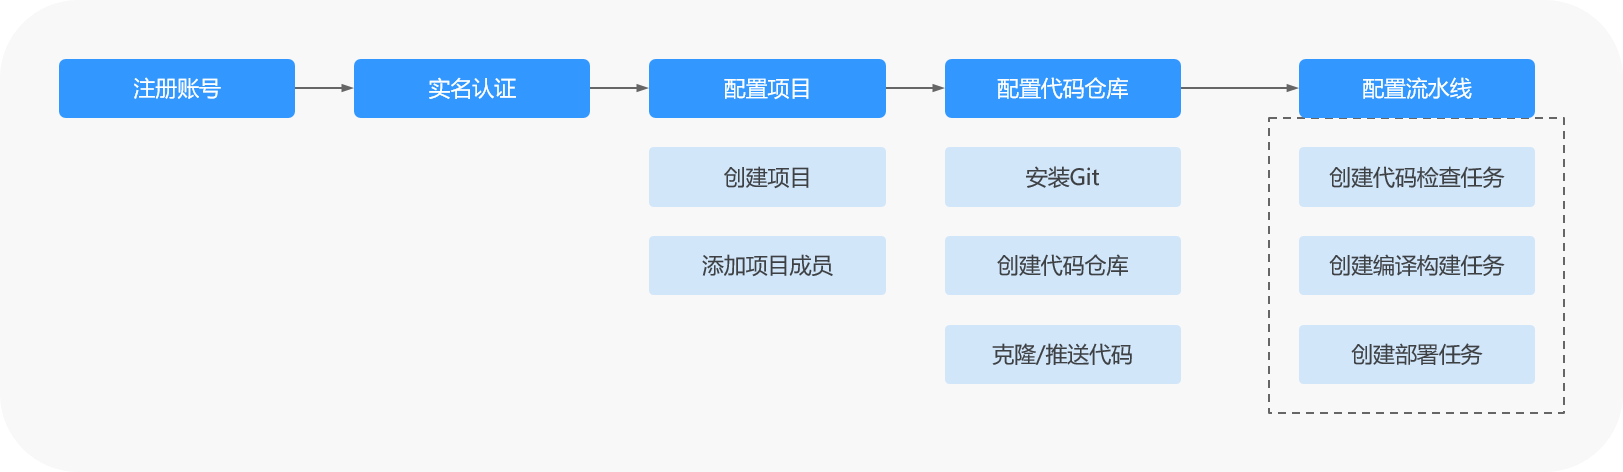 注册账号
实名认证
配置项目
配置代码仓库
配置流水线
创建项目
安装Git
创建代码检查任务
添加项目成员
创建代码仓库
创建编译构建任务
克隆/推送代码
创建部署任务